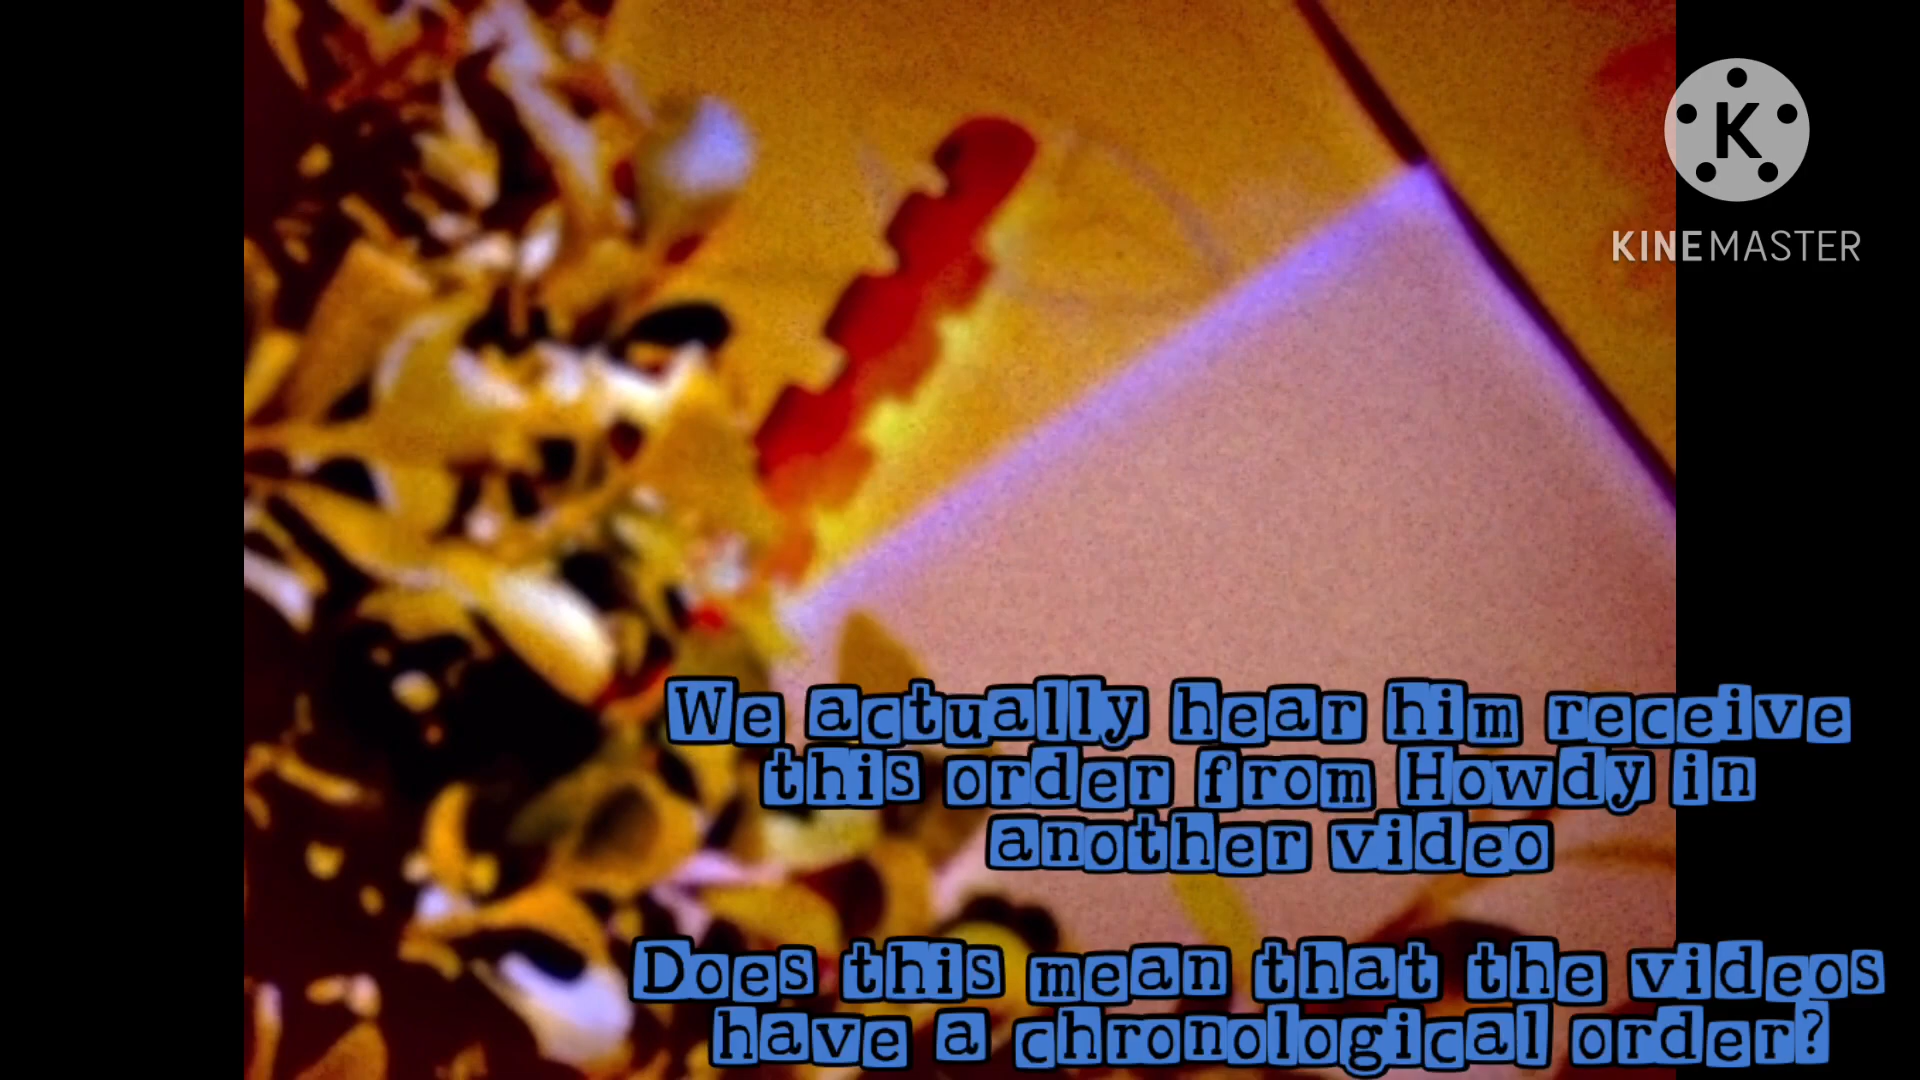 K
KINEMASTER
We actually hear him receive
this order from Howdy in
another video
Does this mean that the videos
have a chronological order?